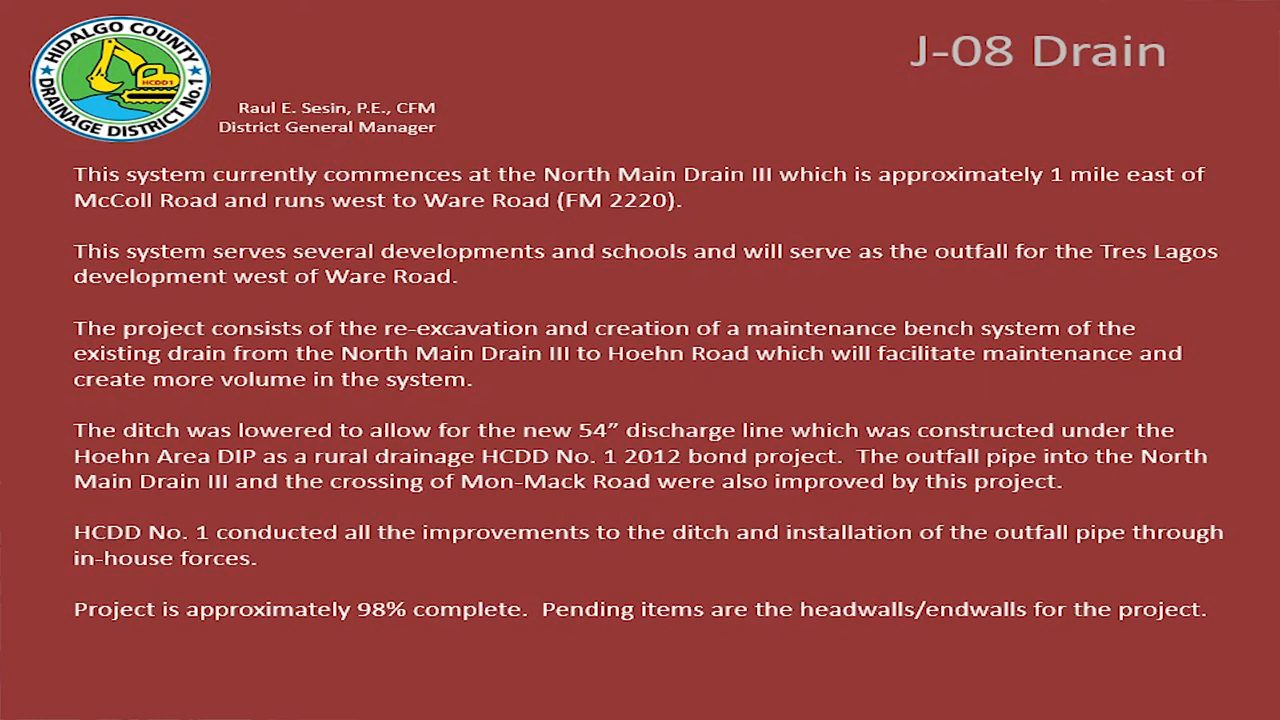 HIDALGO COUNTY
HCDD1
DRAINAGE DISTRICT No.1
J-08 Drain
Raul E. Sesin, P.E., CFM
District General Manager
This system currently commences at the North Main Drain III which is approximately 1 mile east of
McColl Road and runs west to Ware Road (FM 2220).
This system serves several developments and schools and will serve as the outfall for the Tres Lagos
development west of Ware Road.
The project consists of the re-excavation and creation of a maintenance bench system of the
existing drain from the North Main Drain III to Hoehn Road which will facilitate maintenance and
create more volume in the system.
The ditch was lowered to allow for the new 54” discharge line which was constructed under the
Hoehn Area DIP as a rural drainage HCDD No. 1 2012 bond project.  The outfall pipe into the North
Main Drain III and the crossing of Mon-Mack Road were also improved by this project.
HCDD No. 1 conducted all the improvements to the ditch and installation of the outfall pipe through
in-house forces.
Project is approximately 98% complete.  Pending items are the headwalls/endwalls for the project.